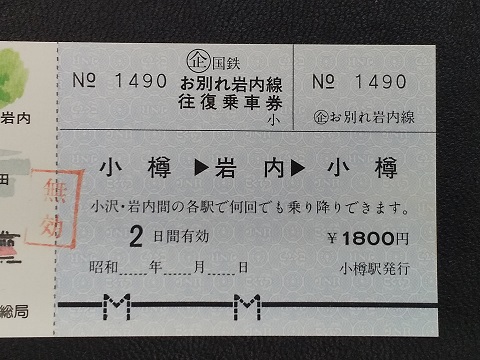 ㊭国鉄
№ 1490
お別れ岩内線
往復乗車券
小
№ 1490
㊭お別れ岩内線
小樽▶岩内▶小樽
小沢・岩内間の各駅で何回でも乗り降りできます。
2日間有効
￥1800円
昭和.....年.....月.....日
小樽駅発行
岩内
田
無効
総局